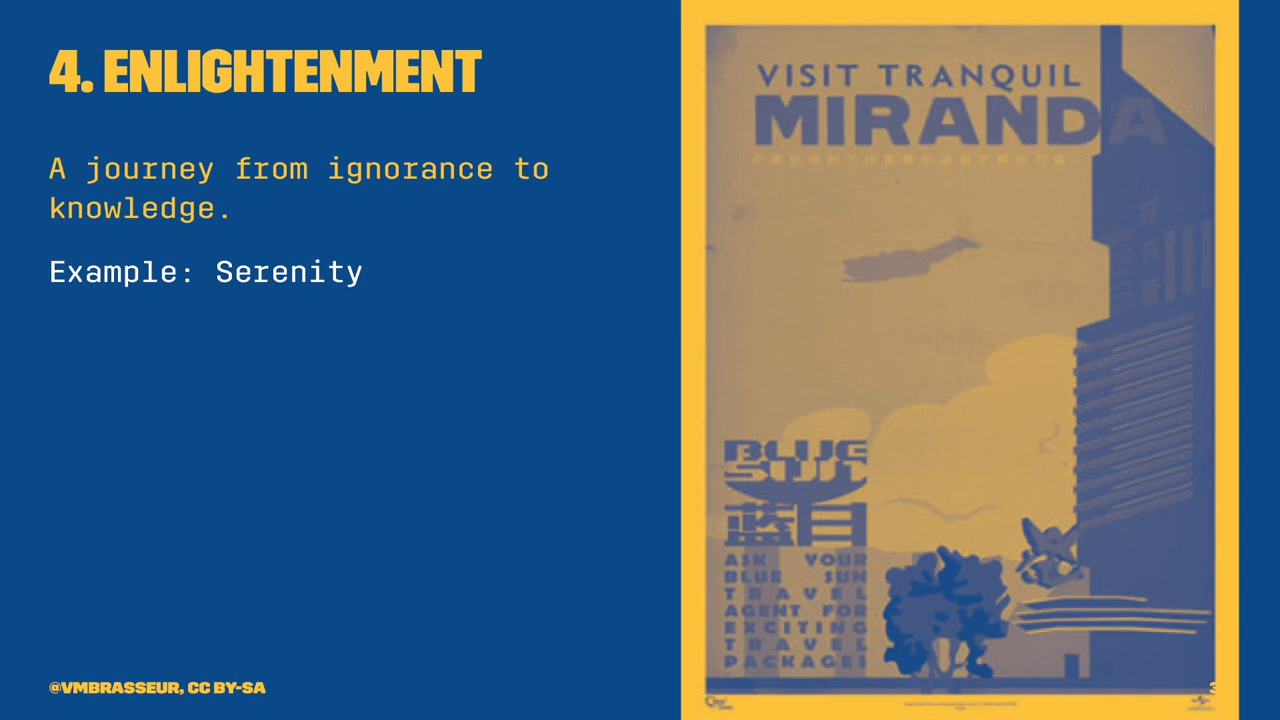 4. ENLIGHTENMENT
A journey from ignorance to
knowledge.
Example: Serenity
@VMBRASSEUR, CC BY-SA
VISIT TRANQUIL
MIRANDA
BLUE
SUN
蓝日
ASK YOUR
BLUE SUN
TRAVEL
AGENT FOR
EXCITING
TRAVEL
PACKAGES